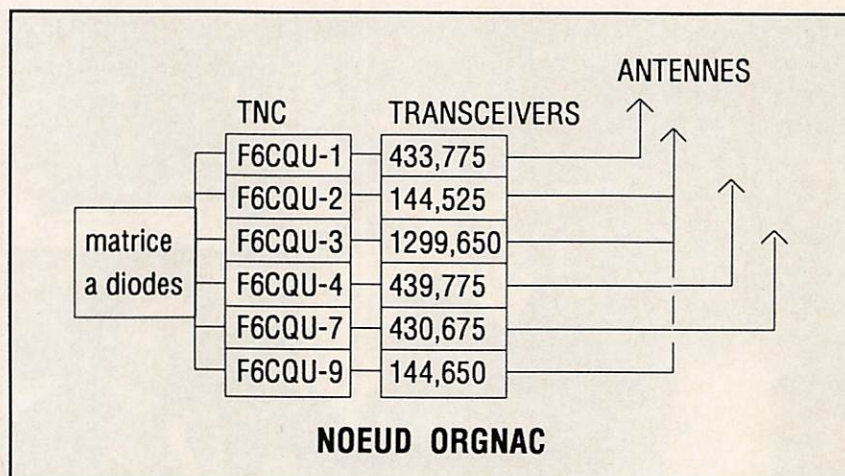 ANTENNES
TNC TRANSCEIVERS
F6CQU-1 433,775
F6CQU-2 144,525
F6CQU-3 1299,650
F6CQU-4 439,775
F6CQU-7 430,675
F6CQU-9 144,650
matrice
a diodes
NOEUD ORGNAC